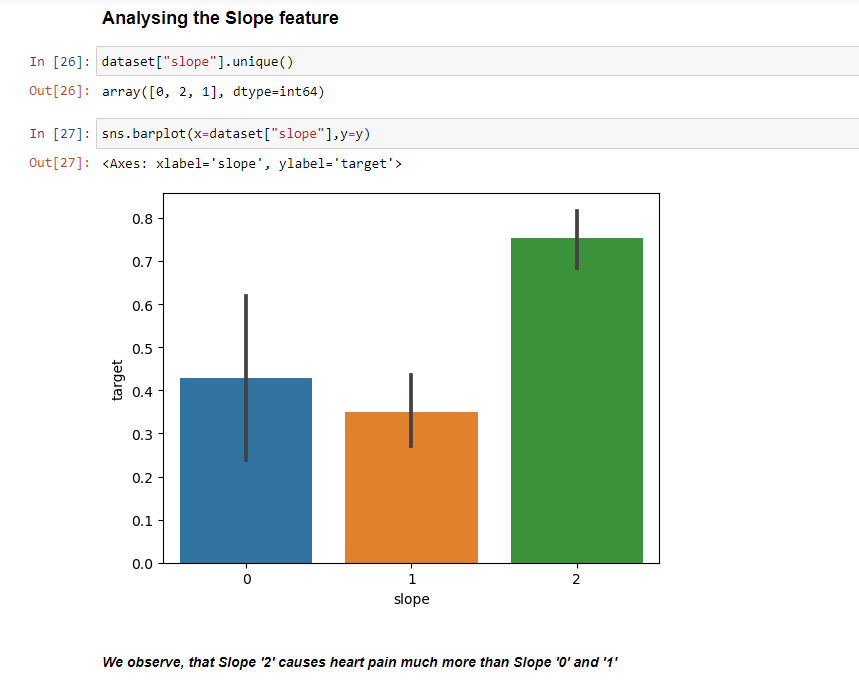 Analysing the Slope feature
In [26]: dataset["slope"].unique()
Out[26]: array([0, 2, 1], dtype=int64)
In [27]: sns.barplot(x=dataset["slope"],y=y)
Out[27]: <Axes: xlabel='slope', ylabel='target'>
0.8
0.7
0.6
0.5
0.4
0.3
0.2
0.1
0.0
target
0 1 2
slope
We observe, that Slope '2' causes heart pain much more than Slope '0' and '1'